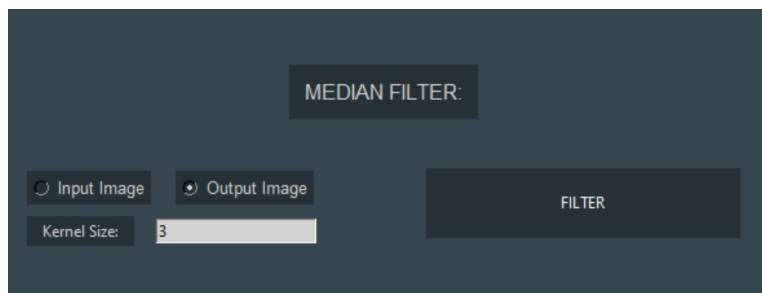 MEDIAN FILTER:
Input Image
Output Image
FILTER
Kernel Size:
3